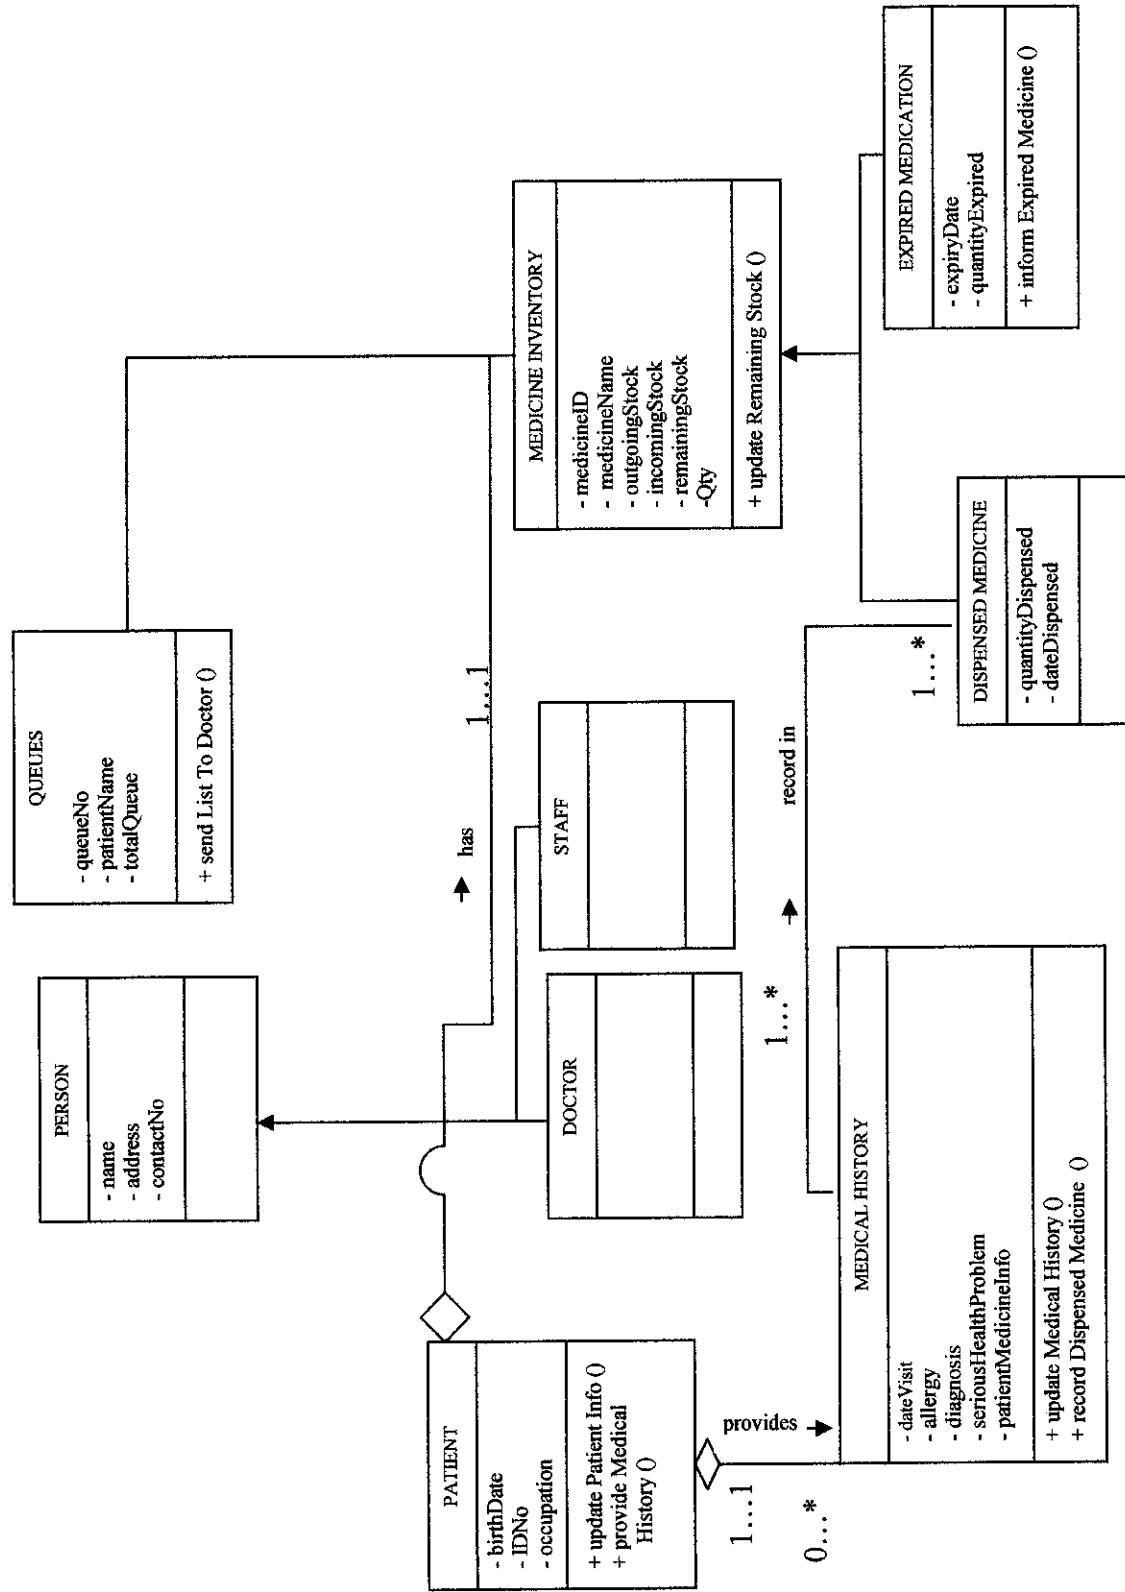 PERSON
- name
- address
- contactNo
QUEUES
- queueNo
- patientName
- totalQueue
+ send List To Doctor ()
PATIENT
- birthDate
- IDNo
- occupation
+ update Patient Info ()
+ provide Medical
History ()
has
1...1
DOCTOR
STAFF
MEDICINE INVENTORY
- medicineID
- medicineName
- outgoingStock
- incomingStock
- remainingStock
-Qty
+ update Remaining Stock ()
provides
1...1
0...*
1...*
record in
1...*
MEDICAL HISTORY
- dateVisit
- allergy
- diagnosis
- seriousHealthProblem
- patientMedicineInfo
+ update Medical History ()
+ record Dispensed Medicine ()
DISPENSED MEDICINE
- quantityDispensed
- dateDispensed
EXPIRED MEDICATION
- expiryDate
- quantityExpired
+ inform Expired Medicine ()